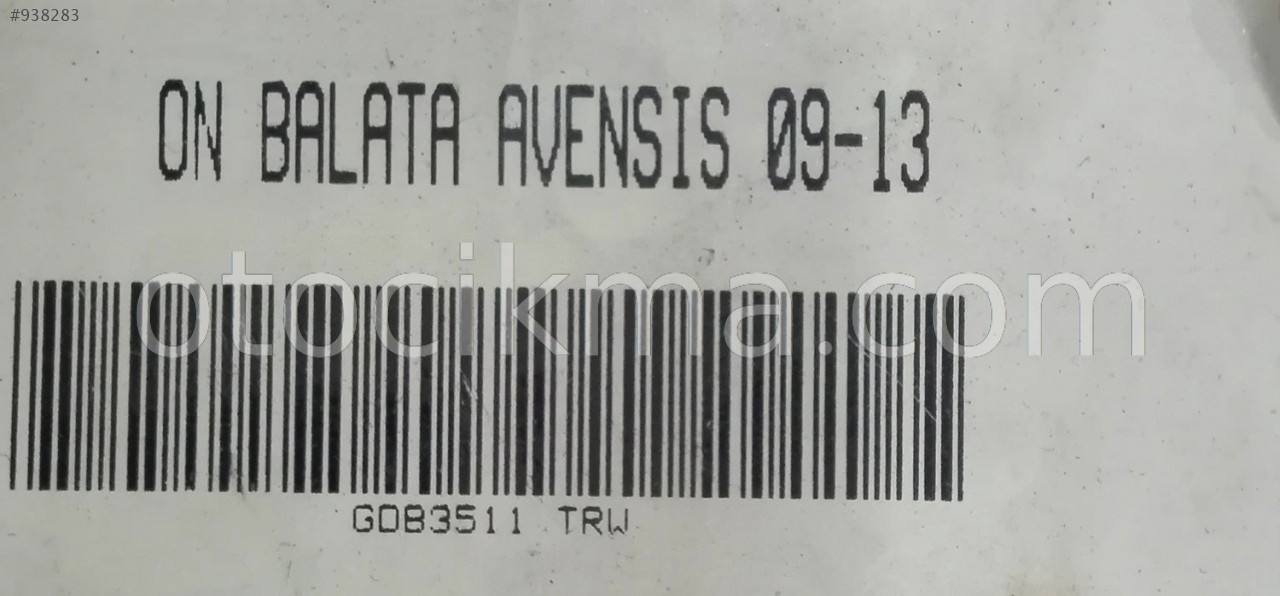 #938283
ON BALATA AVENSIS 09-13
otocikma.com
GDB3511 TRW